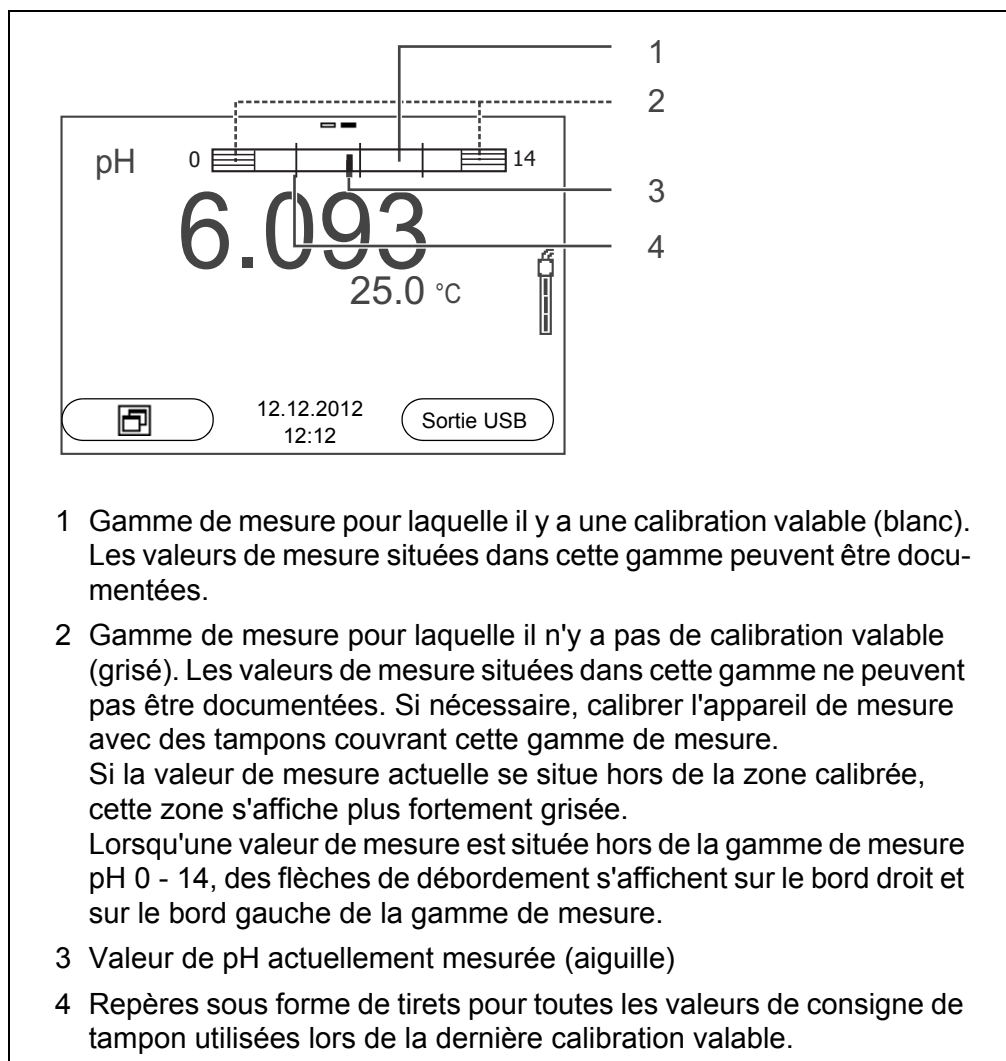 1
2
pH
0
14
3
6.093
4
25.0 °C
12.12.2012
12:12
Sortie USB
1 Gamme de mesure pour laquelle il y a une calibration valable (blanc).
Les valeurs de mesure situées dans cette gamme peuvent être docu-
mentées.
2 Gamme de mesure pour laquelle il n'y a pas de calibration valable
(grisé). Les valeurs de mesure situées dans cette gamme ne peuvent
pas être documentées. Si nécessaire, calibrer l'appareil de mesure
avec des tampons couvrant cette gamme de mesure.
Si la valeur de mesure actuelle se situe hors de la zone calibrée,
cette zone s'affiche plus fortement grisée.
Lorsqu'une valeur de mesure est située hors de la gamme de mesure
pH 0 - 14, des flèches de débordement s'affichent sur le bord droit et
sur le bord gauche de la gamme de mesure.
3 Valeur de pH actuellement mesurée (aiguille)
4 Repères sous forme de tirets pour toutes les valeurs de consigne de
tampon utilisées lors de la dernière calibration valable.